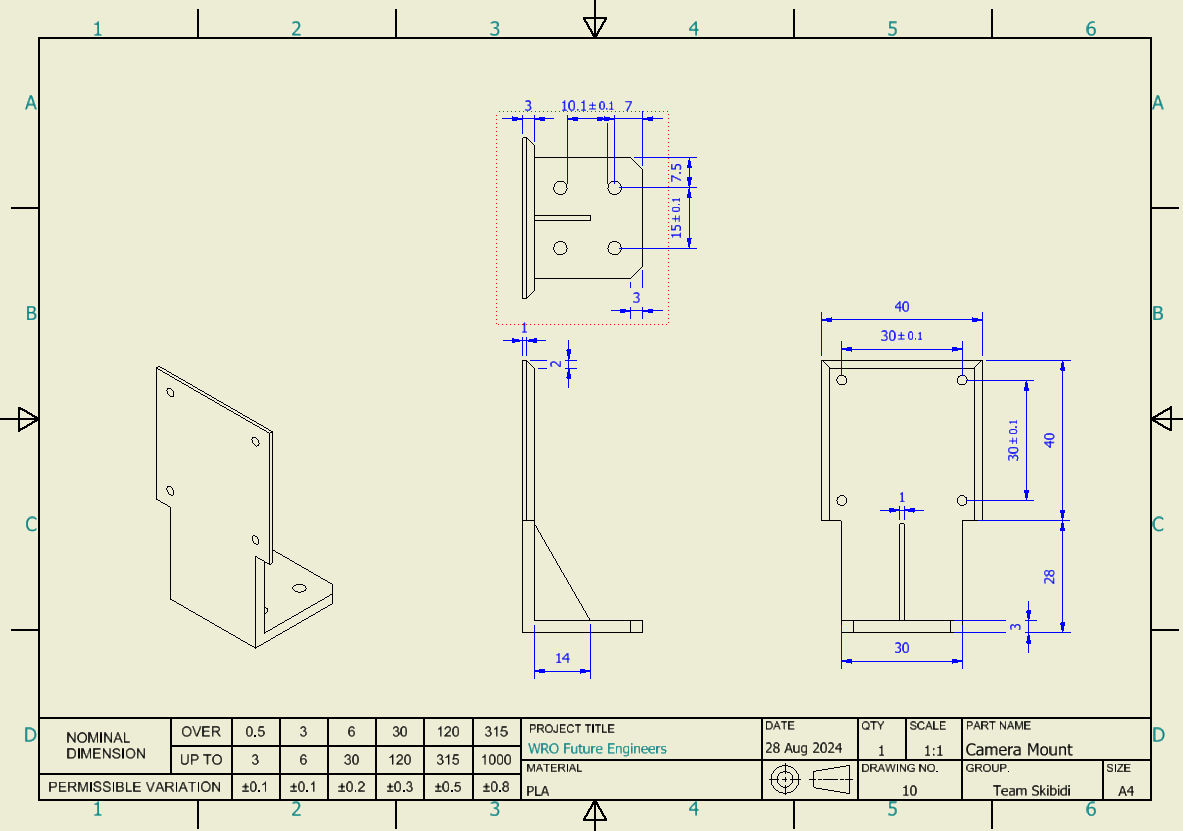 1 2 3 4 5 6
A A
3 10.1±0.1 7
7.5
15±0.1
3
B B
1
2
40
30±0.1
30±0.1
40
1
C C
28
3
14
30
D D
NOMINAL DIMENSION OVER 0.5 3 6 30 120 315
UP TO 3 6 30 120 315 1000
PERMISSIBLE VARIATION ±0.1 ±0.1 ±0.2 ±0.3 ±0.5 ±0.8
PROJECT TITLE
WRO Future Engineers
MATERIAL
PLA
DATE
28 Aug 2024
QTY
1
SCALE
1:1
PART NAME
Camera Mount
DRAWING NO.
10
GROUP.
Team Skibidi
SIZE
A4
1 2 3 4 5 6